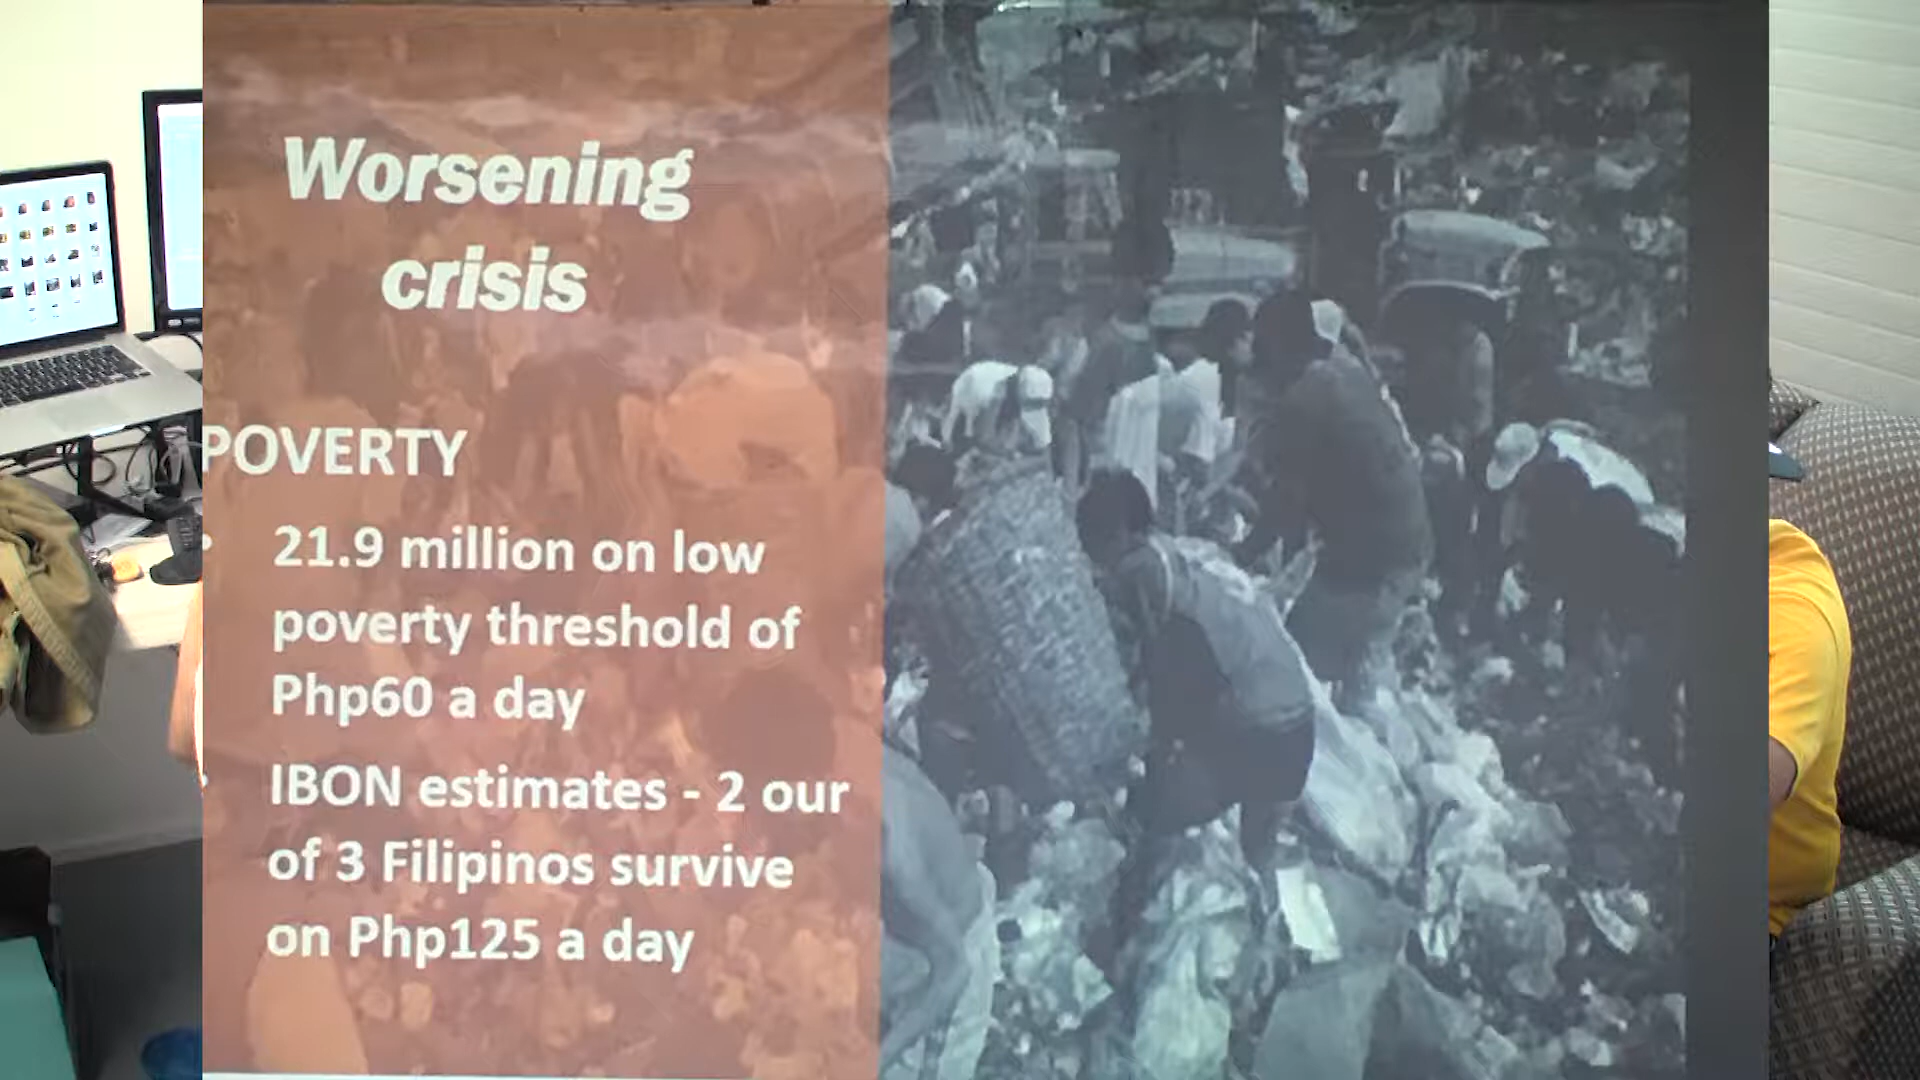 Worsening
crisis
POVERTY
21.9 million on low
poverty threshold of
Php60 a day
IBON estimates - 2 our
of 3 Filipinos survive
on Php125 a day